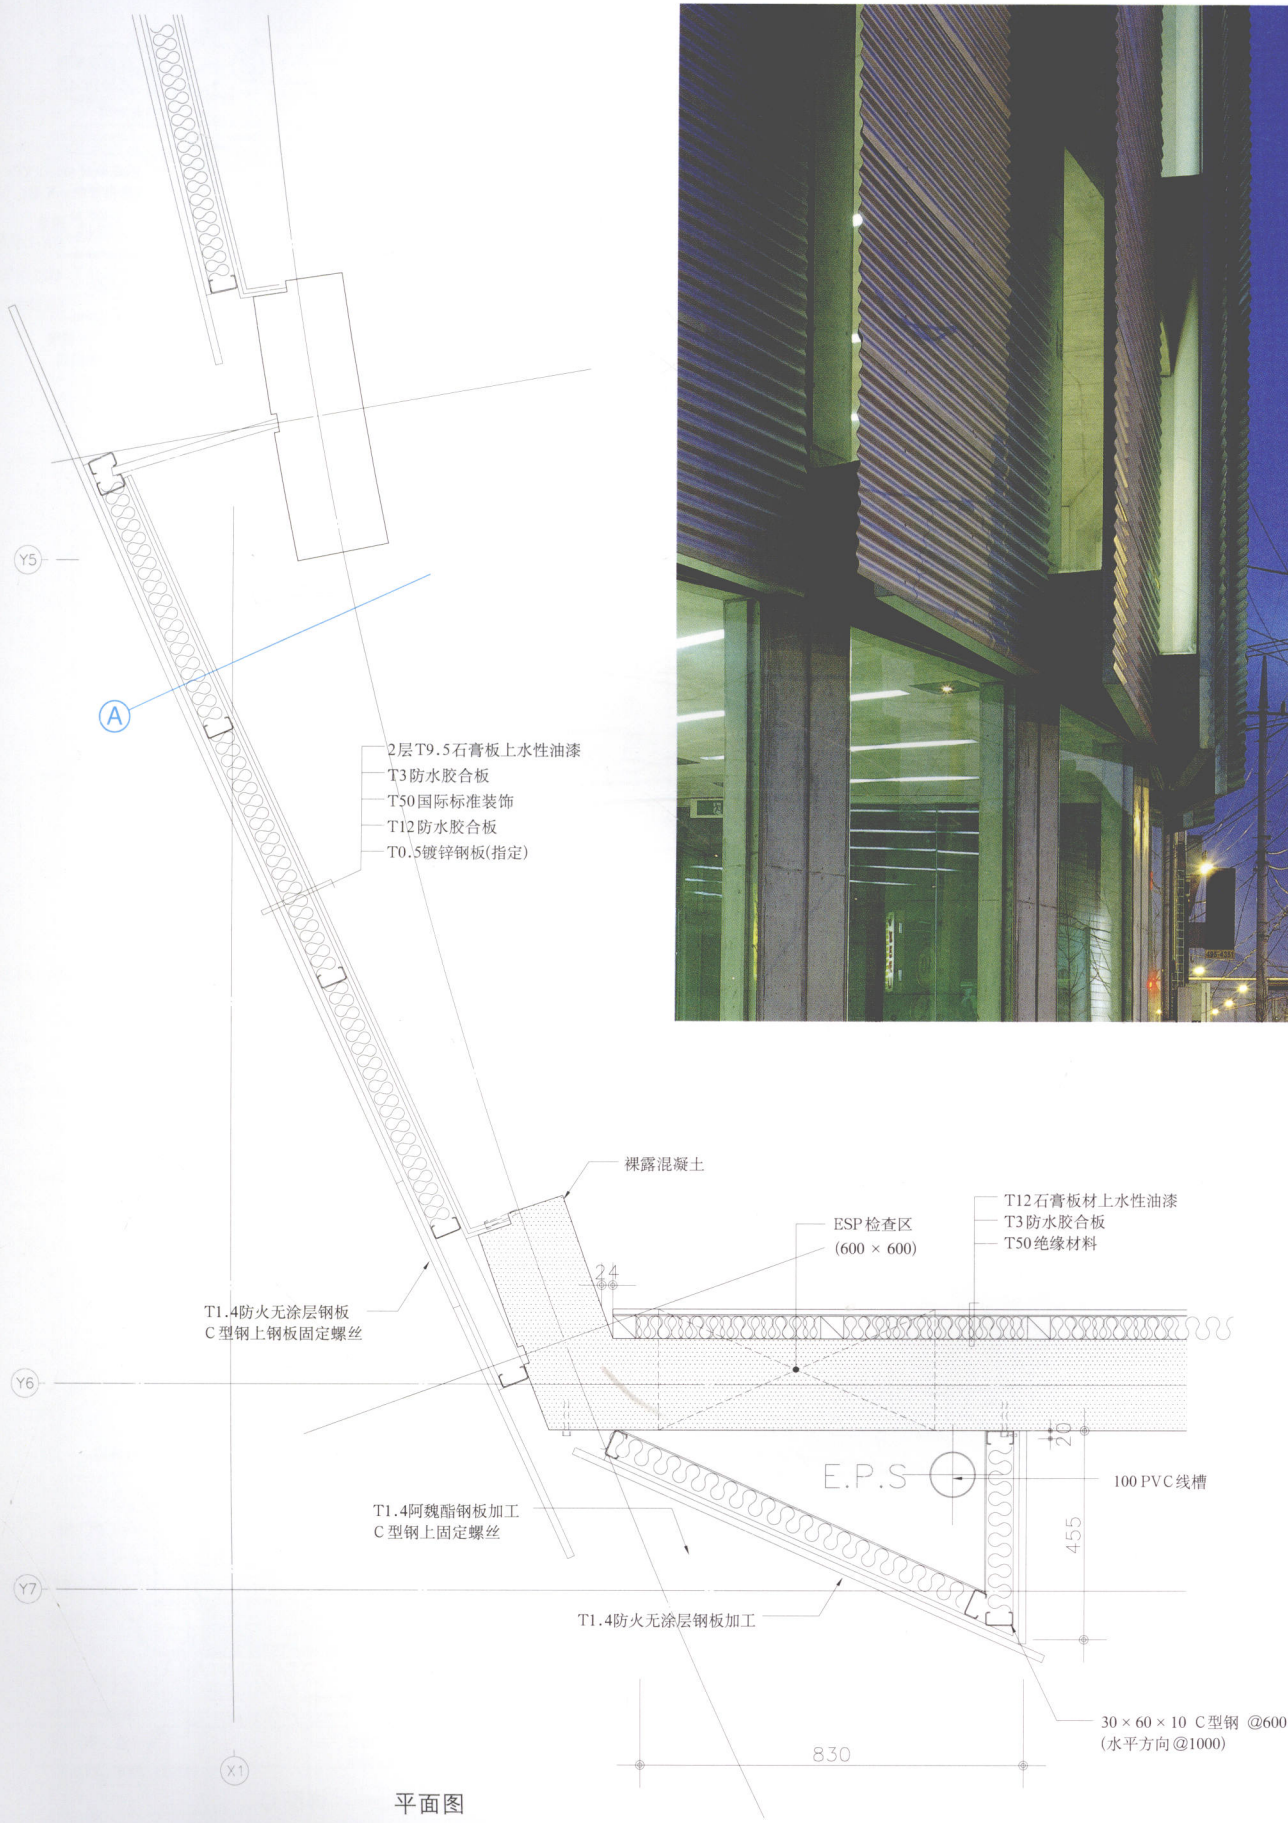 Y5
A
2层T9.5石膏板上水性油漆
T3防水胶合板
T50国际标准装饰
T12防水胶合板
T0.5镀锌钢板(指定)
裸露混凝土
ESP检查区
(600 × 600)
T12石膏板材上水性油漆
T3防水胶合板
T50绝缘材料
24
T1.4防火无涂层钢板
C型钢上钢板固定螺丝
Y6
20
E.P.S
100 PVC线槽
T1.4阿魏酯钢板加工
C型钢上固定螺丝
455
Y7
T1.4防火无涂层钢板加工
30 × 60 × 10 C型钢 @600
(水平方向@1000)
830
X1
平面图